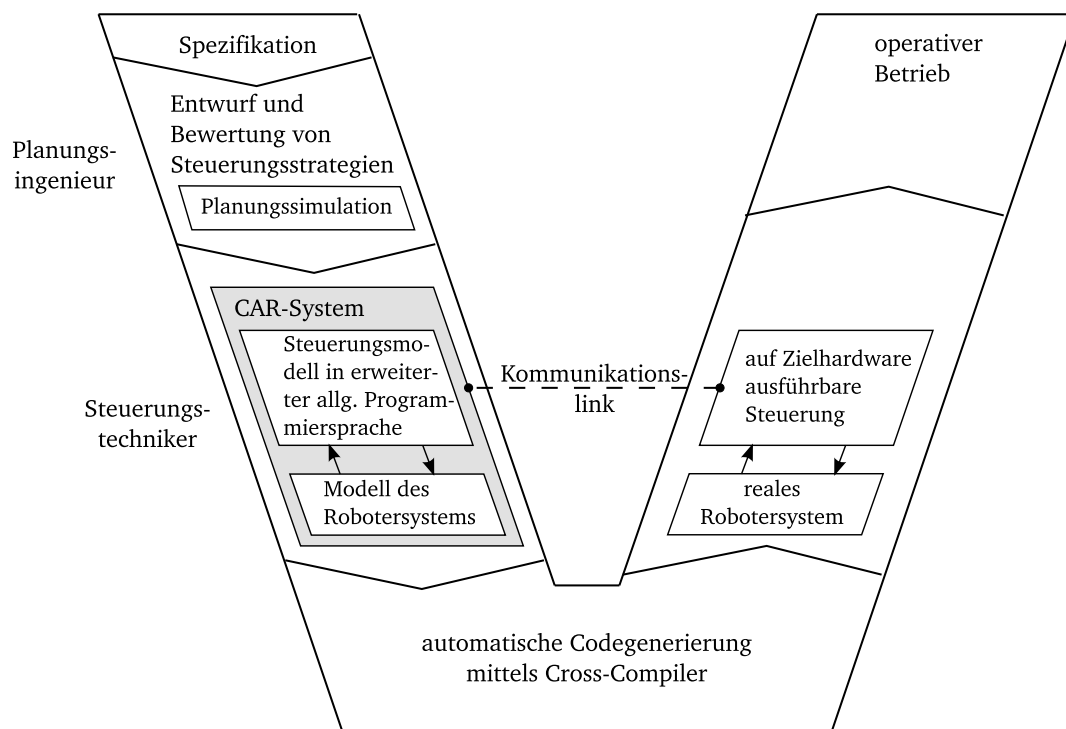 Spezifikation
Entwurf und
Bewertung von
Steuerungsstrategien
Planungssimulation
Planungs-
ingenieur
CAR-System
Steuerungsmo-
dell in erweiter-
ter allg. Program-
miersprache
Modell des
Robotersystems
Steuerungs-
techniker
Kommunikations-
link
operativer
Betrieb
auf Zielhardware
ausführbare
Steuerung
reales
Robotersystem
automatische Codegenerierung
mittels Cross-Compiler